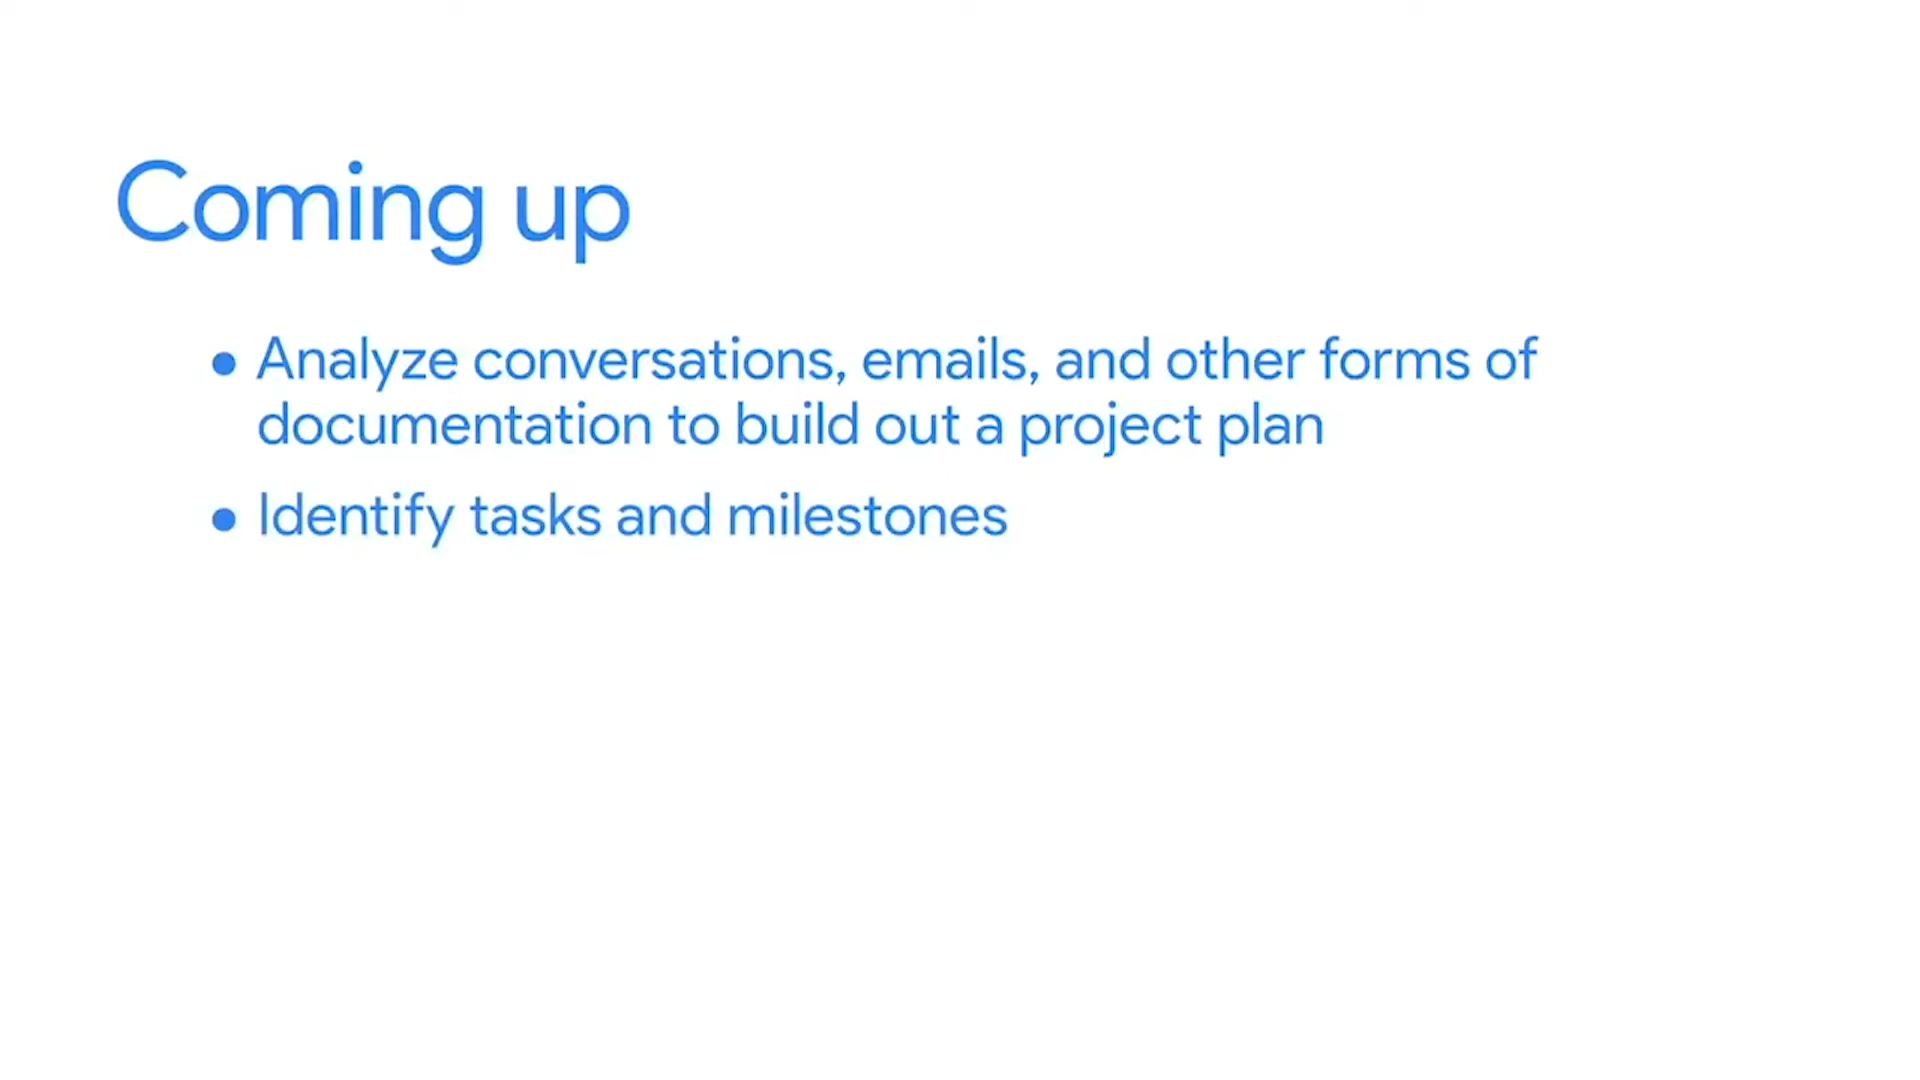 Coming up
• Analyze conversations, emails, and other forms of
documentation to build out a project plan
• Identify tasks and milestones